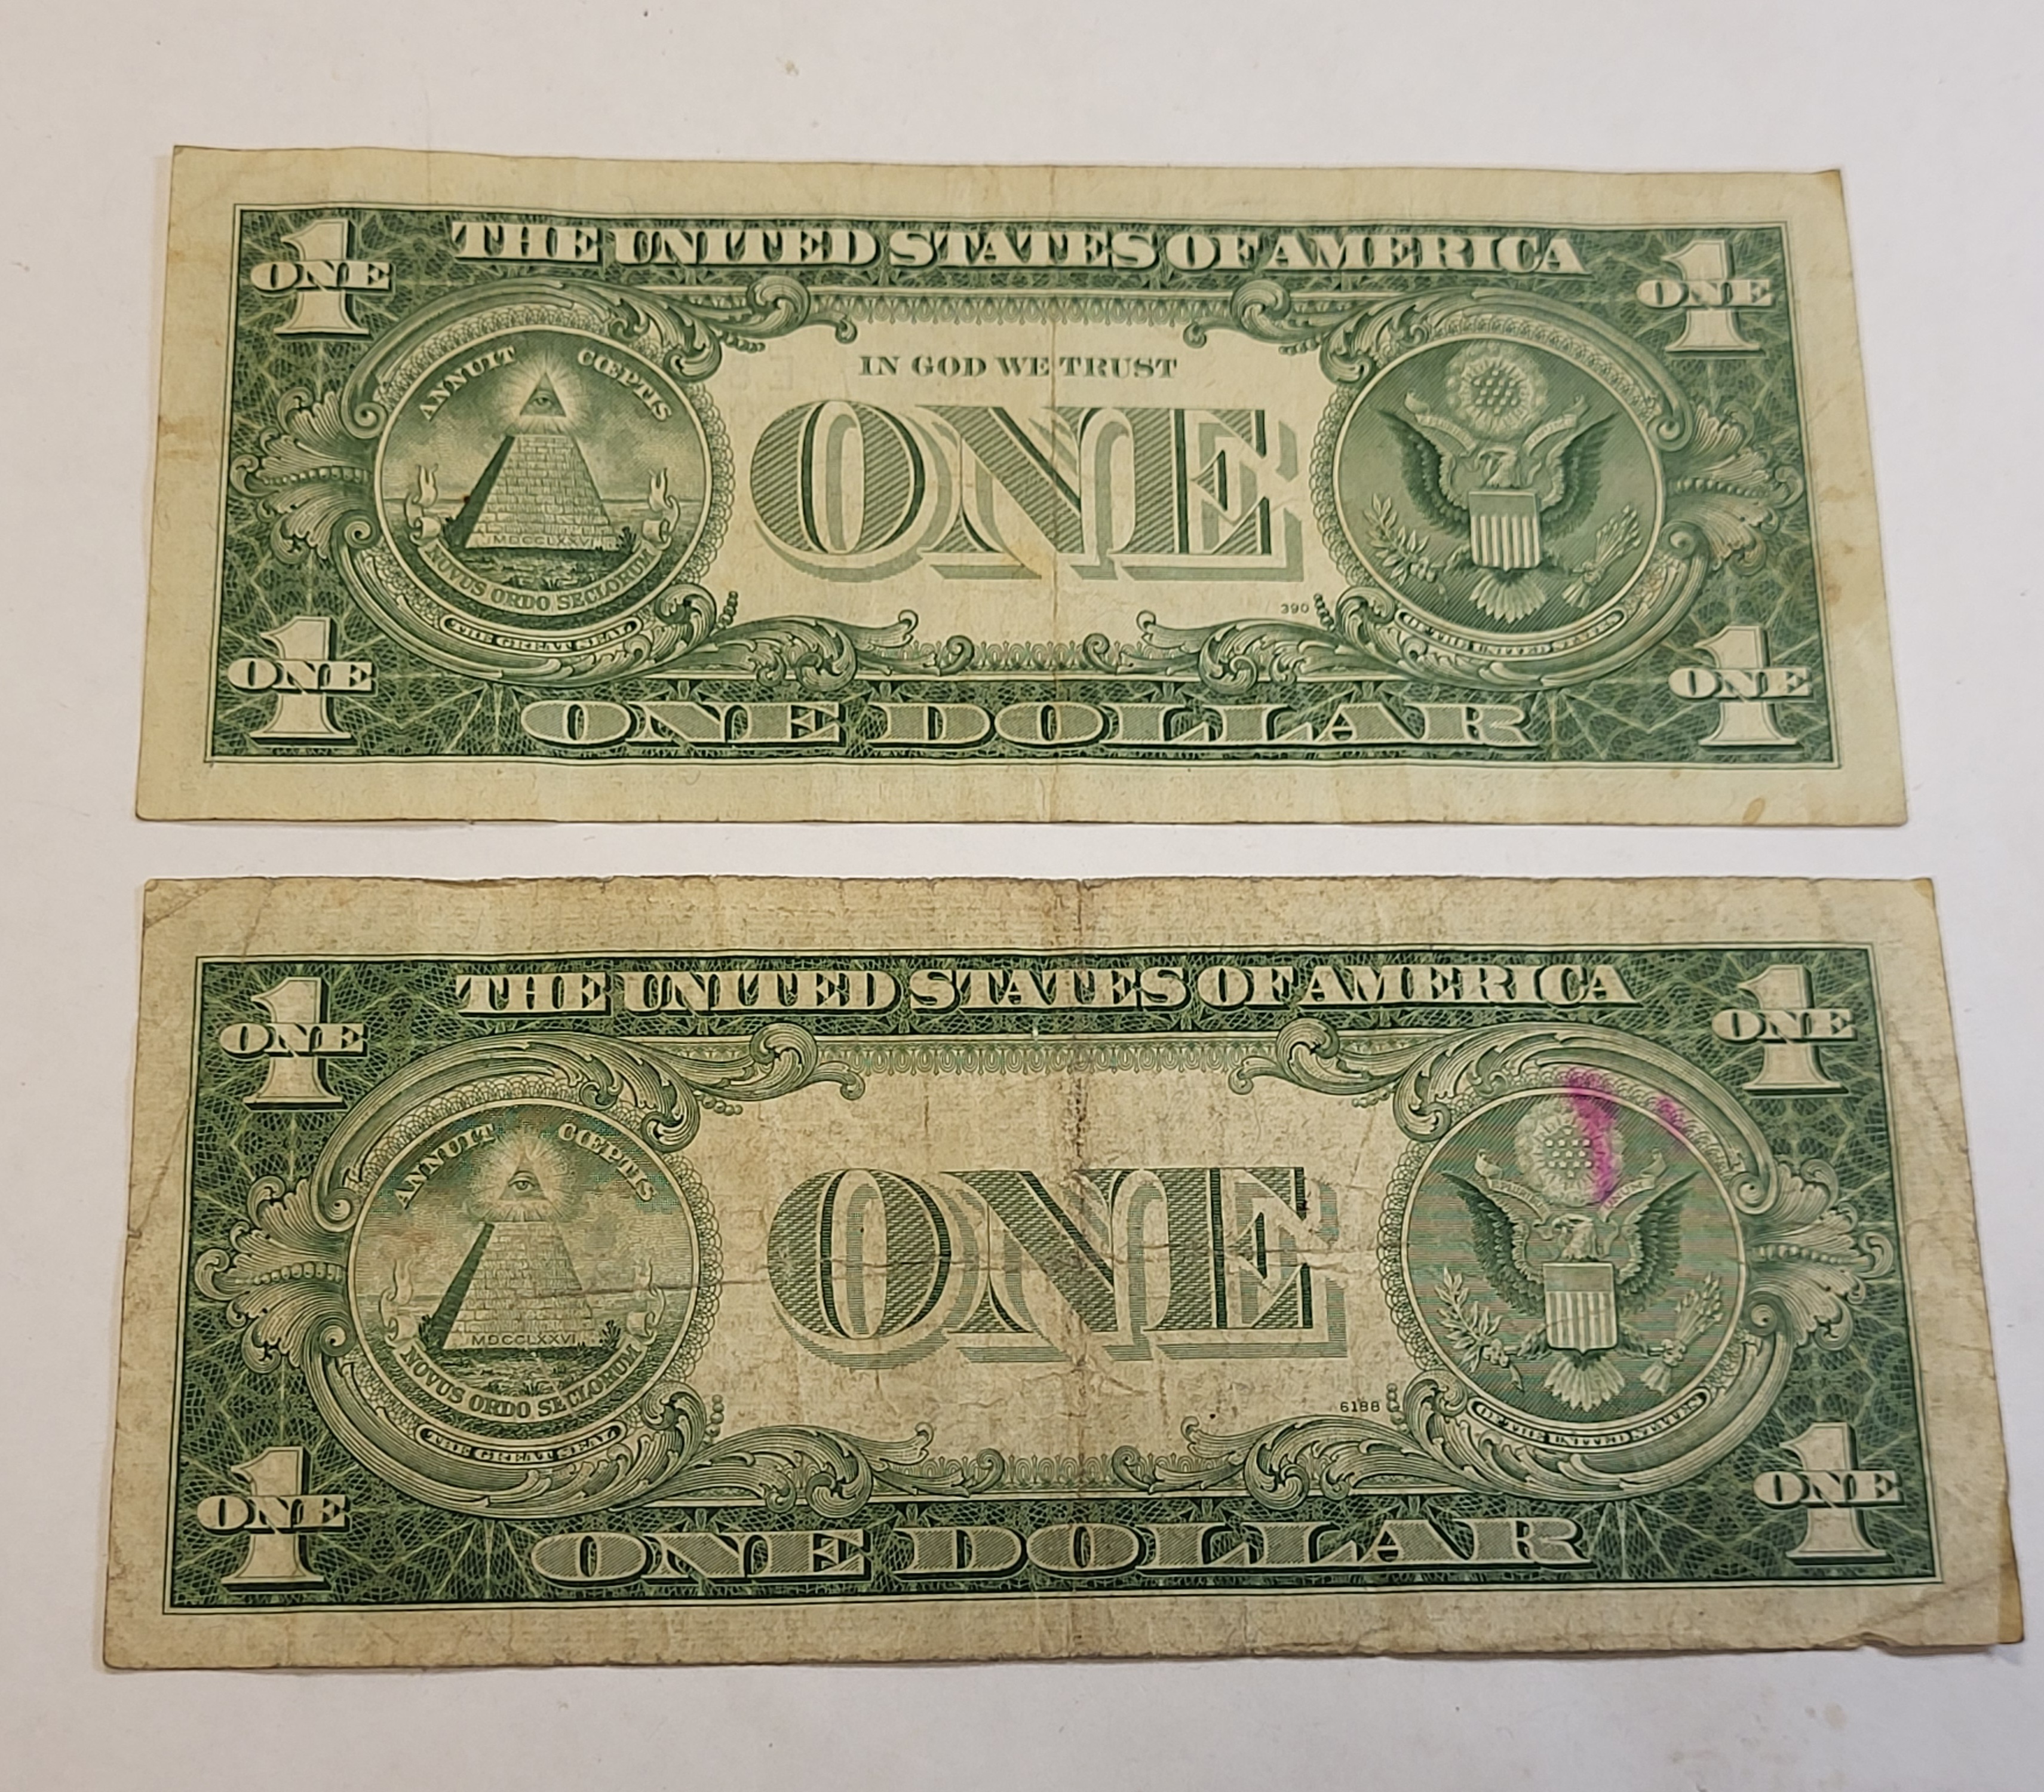 THE UNITED STATES OF AMERICA
1 ONE
ONE 1
ANNUIT CŒPTIS
IN GOD WE TRUST
ONE
MDCCLXXVI
NOVUS ORDO SECLORUM
390
THE GREAT SEAL
OF THE UNITED STATES
1 ONE
ONE 1
ONE DOLLAR
THE UNITED STATES OF AMERICA
1 ONE
ONE 1
ANNUIT CŒPTIS
ONE
MDCCLXXVI
NOVUS ORDO SECLORUM
6188
THE GREAT SEAL
OF THE UNITED STATES
1 ONE
ONE 1
ONE DOLLAR